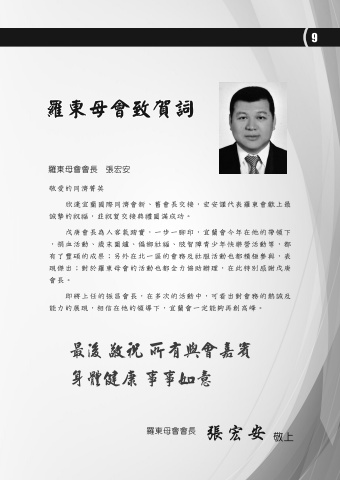 9
羅東母會致賀詞
羅東母會會長　張宏安
敬愛的同濟菁英
欣逢宜蘭國際同濟會新、舊會長交接，宏安謹代表羅東會獻上最
誠摯的祝福，並祝賀交接典禮圓滿成功。
戊庚會長為人客氣踏實，一步一腳印，宜蘭會今年在他的帶領下
，捐血活動、歲末圍爐、偏鄉社福、肢智障青少年快樂營活動等，都
有了豐碩的成果；另外在北一區的會務及社服活動也都積極參與，表
現傑出；對於羅東母會的活動也都全力協助辦理，在此特別感謝戊庚
會長。
即將上任的振昌會長，在多次的活動中，可看出對會務的熱誠及
能力的展現，相信在他的領導下，宜蘭會一定能夠再創高峰。
最後 敬祝 所有與會嘉賓
身體健康 事事如意
羅東母會會長　張宏安　敬上